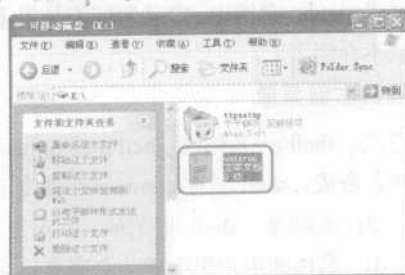 可移动磁盘 (K:)
文件(F) 编辑(E) 查看(V) 收藏(A) 工具(T) 帮助(H)
后退 搜索 文件夹 Folder Sync
K:\ 转到
文件和文件夹任务
重命名这个文件
移动这个文件
复制这个文件
将这个文件发布到
Web
以电子邮件形式发送
此文件
打印这个文件
删除这个文件
文本文档